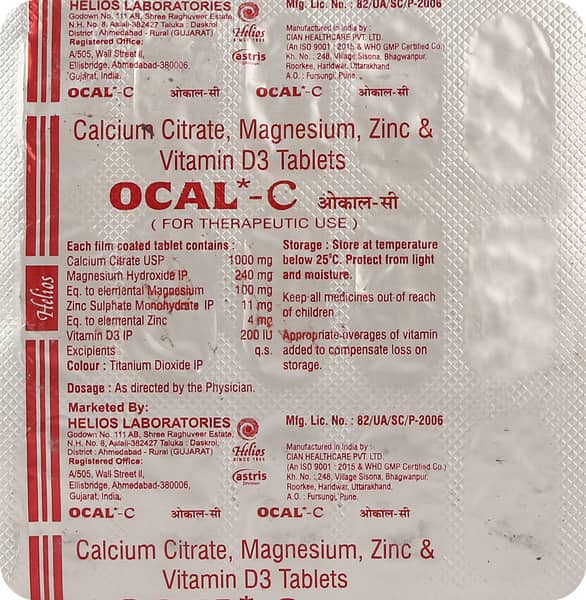 HELIOS LABORATORIES
Godown No. 111 AB, Shree Raghuveer Estate,
N.H. No. 8, Aslali-382427 Taluka : Daskroi,
District : Ahmedabad - Rural (GUJARAT)
Registered Office:
A/505, Wall Street II,
Ellisbridge, Ahmedabad-380006,
Gujarat, India.
Helios
SINCE 1984
astris
Division
Mfg. Lic. No. : 82/UA/SC/P-2006
Manufactured in India by :
CIAN HEALTHCARE PVT. LTD.
(An ISO 9001 : 2015 & WHO GMP Certified Co.)
Kh. No. : 248, Village Sisona, Bhagwanpur,
Roorkee, Haridwar, Uttarakhand.
A.O. : Fursungi, Pune.
OCAL*-C ओकाल-सी OCAL*-C ओकाल-सी
Calcium Citrate, Magnesium, Zinc &
Vitamin D3 Tablets
OCAL*-C ओकाल-सी
( FOR THERAPEUTIC USE )
Each film coated tablet contains :
Calcium Citrate USP 1000 mg
Magnesium Hydroxide IP 240 mg
Eq. to elemental Magnesium 100 mg
Zinc Sulphate Monohydrate IP 11 mg
Eq. to elemental Zinc 4 mg
Vitamin D3 IP 200 IU
Excipients q.s.
Colour : Titanium Dioxide IP
Storage : Store at temperature
below 25°C. Protect from light
and moisture.
Keep all medicines out of reach
of children
Appropriate overages of vitamin
added to compensate loss on
storage.
Helios
Dosage : As directed by the Physician.
Marketed By:
HELIOS LABORATORIES
Godown No. 111 AB, Shree Raghuveer Estate,
N.H. No. 8, Aslali-382427 Taluka : Daskroi,
District : Ahmedabad - Rural (GUJARAT)
Registered Office:
A/505, Wall Street II,
Ellisbridge, Ahmedabad-380006,
Gujarat, India.
Helios
SINCE 1984
astris
Division
Mfg. Lic. No. : 82/UA/SC/P-2006
Manufactured in India by :
CIAN HEALTHCARE PVT. LTD.
(An ISO 9001 : 2015 & WHO GMP Certified Co.)
Kh. No. : 248, Village Sisona, Bhagwanpur,
Roorkee, Haridwar, Uttarakhand.
A.O. : Fursungi, Pune.
OCAL*-C ओकाल-सी OCAL*-C ओकाल-सी
Calcium Citrate, Magnesium, Zinc &
Vitamin D3 Tablets